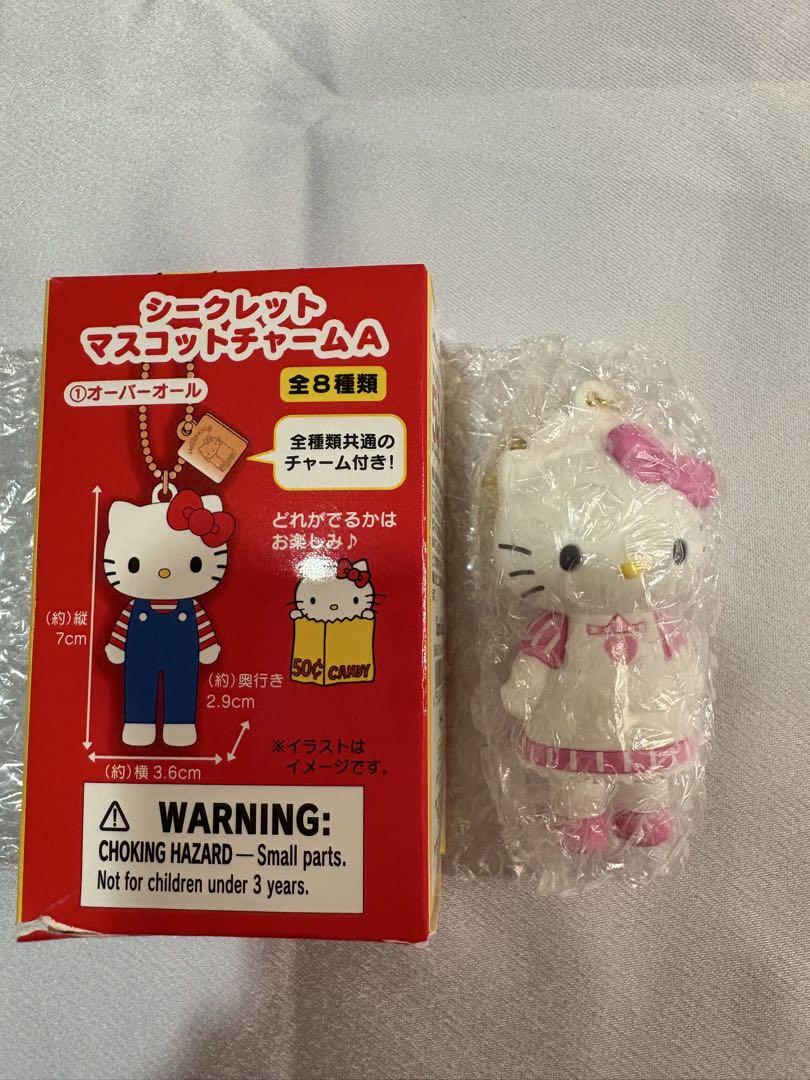 シークレット
マスコットチャームA
①オーバーオール
全8種類
全種類共通の
チャーム付き!
どれがでるかは
お楽しみ♪
(約)縦
7cm
50¢ CANDY
(約)奥行き
2.9cm
(約)横 3.6cm
※イラストは
イメージです。
⚠ WARNING:
CHOKING HAZARD — Small parts.
Not for children under 3 years.